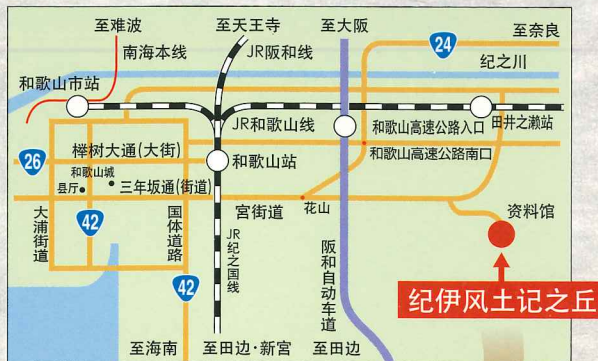 至难波
至天王寺
至大阪
至奈良
南海本线
JR阪和线
24
纪之川
和歌山市站
JR和歌山线
和歌山高速公路入口
田井之濑站
榉树大通(大街)
26
和歌山站
和歌山高速公路南口
和歌山城
县厅
三年坂通(街道)
大浦街道
42
国体道路
宫街道
花山
JR纪之国线
阪和自动车道
资料馆
42
纪伊风土记之丘
至海南
至田边·新宫
至田边